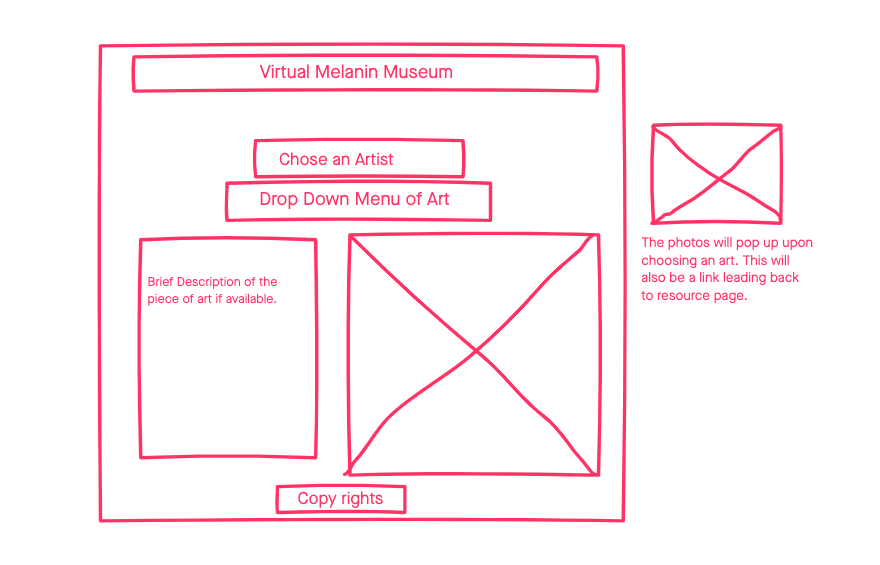 Virtual Melanin Museum
Chose an Artist
Drop Down Menu of Art
Brief Description of the
piece of art if available.
The photos will pop up upon
choosing an art. This will
also be a link leading back
to resource page.
Copy rights